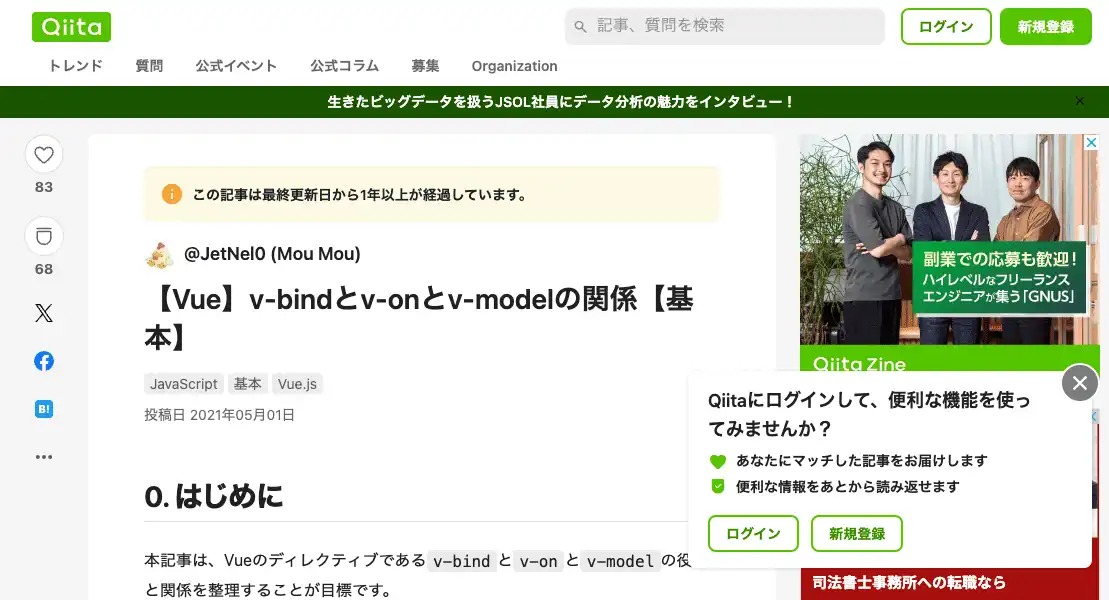 Qiita
記事、質問を検索
ログイン
新規登録
トレンド
質問
公式イベント
公式コラム
募集
Organization
生きたビッグデータを扱うJSOL社員にデータ分析の魅力をインタビュー！
83
68
B!
この記事は最終更新日から1年以上が経過しています。
@JetNel0 (Mou Mou)
【Vue】v-bindとv-onとv-modelの関係【基
本】
JavaScript
基本
Vue.js
投稿日 2021年05月01日
0. はじめに
本記事は、Vueのディレクティブである v-bind と v-on と v-model の役
と関係を整理することが目標です。
副業での応募も歓迎！
ハイレベルなフリーランス
エンジニアが集う「GNUS」
Qiita Zine
Qiitaにログインして、便利な機能を使っ
てみませんか？
あなたにマッチした記事をお届けします
便利な情報をあとから読み返せます
ログイン
新規登録
司法書士事務所への転職なら